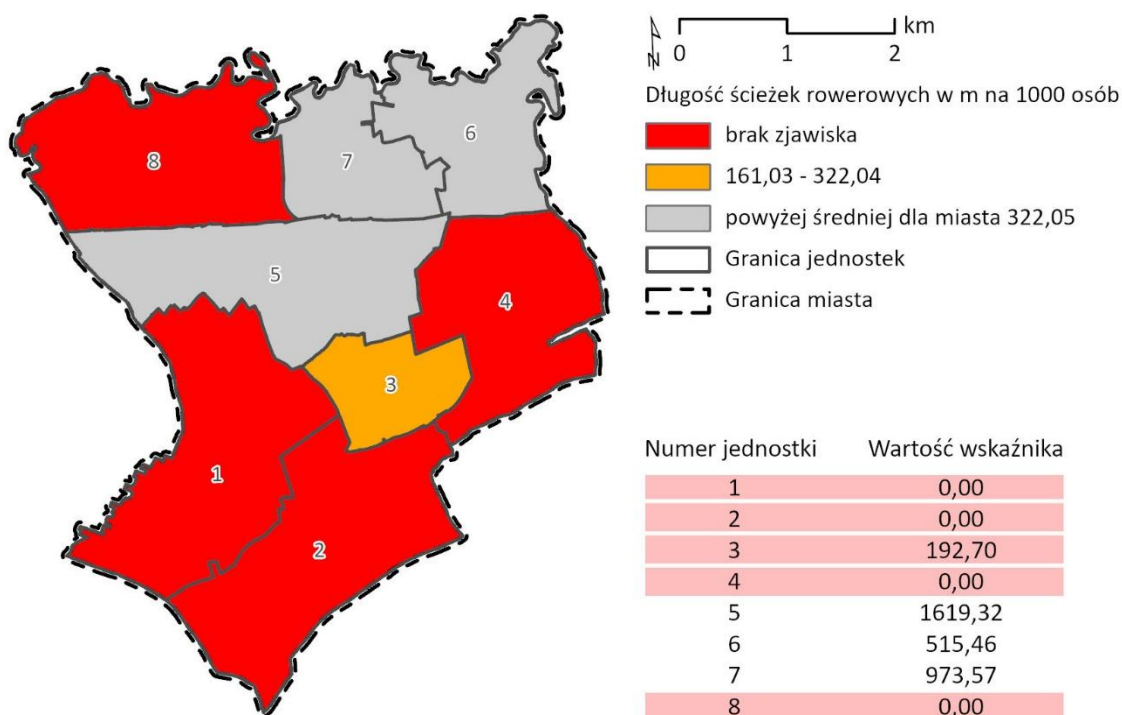 km
0 1 2
Długość ścieżek rowerowych w m na 1000 osób
brak zjawiska
161,03 - 322,04
powyżej średniej dla miasta 322,05
Granica jednostek
Granica miasta
8
7
6
5
4
3
1
2
Numer jednostki Wartość wskaźnika
1 0,00
2 0,00
3 192,70
4 0,00
5 1619,32
6 515,46
7 973,57
8 0,00